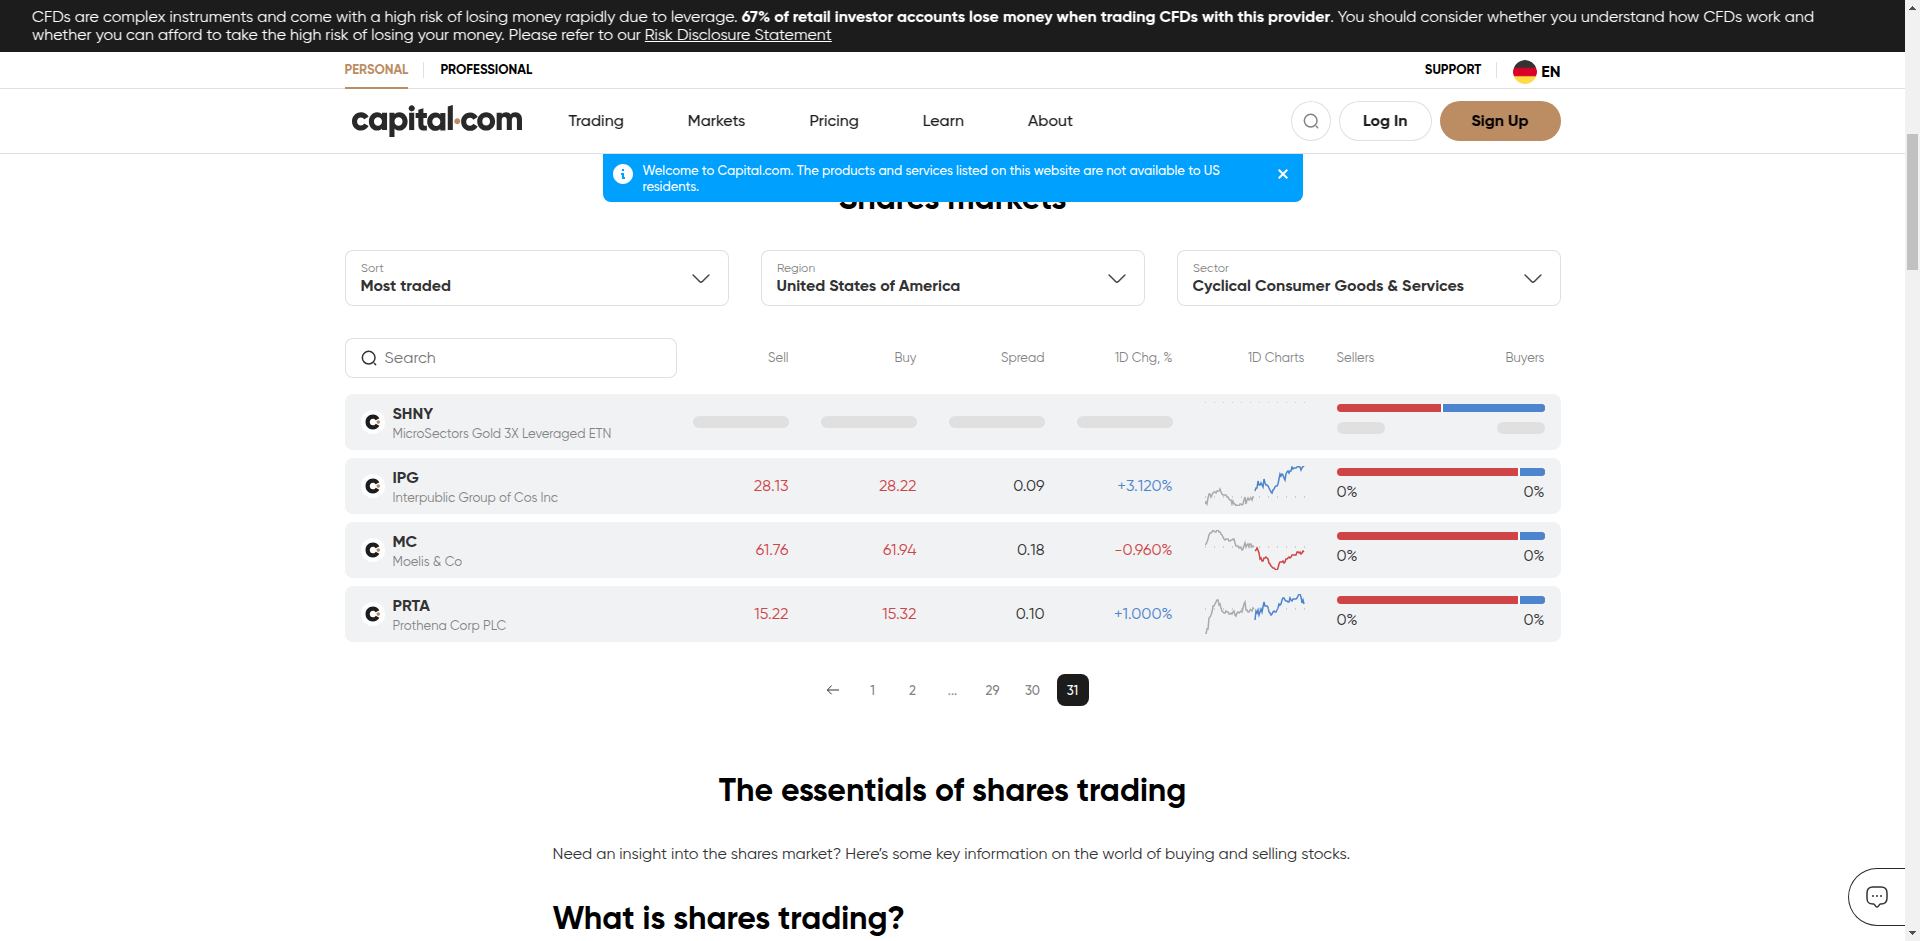 CFDs are complex instruments and come with a high risk of losing money rapidly due to leverage. 67% of retail investor accounts lose money when trading CFDs with this provider. You should consider whether you understand how CFDs work and
whether you can afford to take the high risk of losing your money. Please refer to our Risk Disclosure Statement
PERSONAL PROFESSIONAL SUPPORT EN
capital.com Trading Markets Pricing Learn About Log In Sign Up
Welcome to Capital.com. The products and services listed on this website are not available to US
residents.
Shares markets
Sort Region Sector
Most traded United States of America Cyclical Consumer Goods & Services
Search Sell Buy Spread 1D Chg, % 1D Charts Sellers Buyers
SHNY
MicroSectors Gold 3X Leveraged ETN
IPG
Interpublic Group of Cos Inc
28.13 28.22 0.09 +3.120% 0% 0%
MC
Moelis & Co
61.76 61.94 0.18 -0.960% 0% 0%
PRTA
Prothena Corp PLC
15.22 15.32 0.10 +1.000% 0% 0%
1 2 ... 29 30 31
The essentials of shares trading
Need an insight into the shares market? Here's some key information on the world of buying and selling stocks.
What is shares trading?